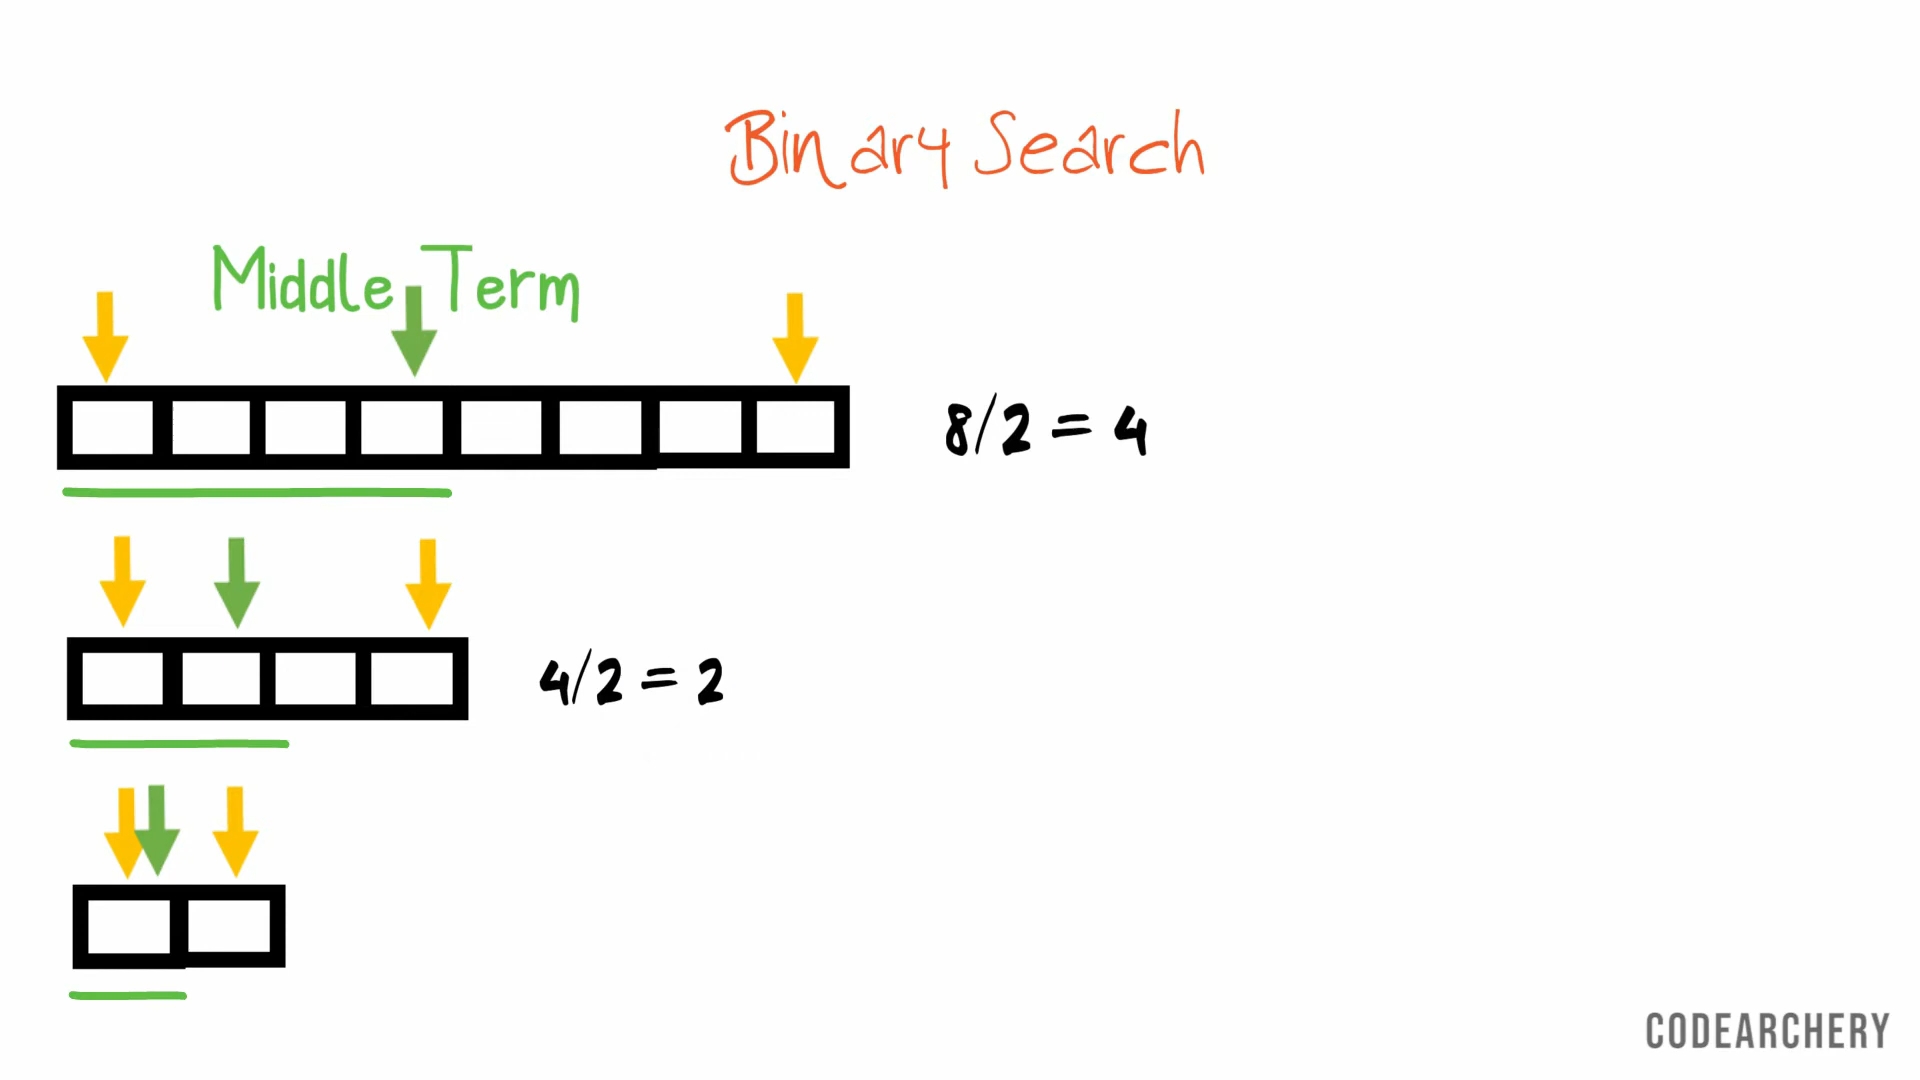 Binary Search
Middle Term
8/2 = 4
4/2 = 2
CODEARCHERY